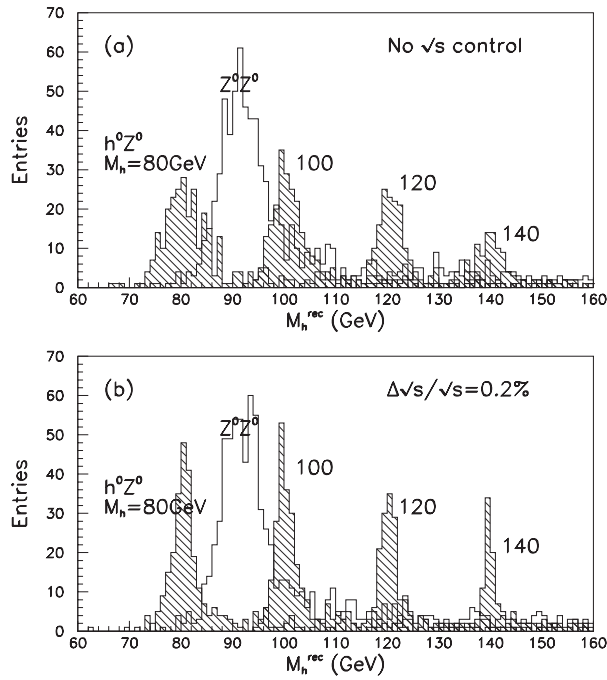 (a)
No √s control
Z⁰Z⁰
h⁰Z⁰
Mₕ=80GeV
100
120
140
Entries
70
60
50
40
30
20
10
0
60 70 80 90 100 110 120 130 140 150 160
Mₕʳᵉᶜ (GeV)
(b)
Δ√s/√s=0.2%
Z⁰Z⁰
h⁰Z⁰
Mₕ=80GeV
100
120
140
Entries
70
60
50
40
30
20
10
0
60 70 80 90 100 110 120 130 140 150 160
Mₕʳᵉᶜ (GeV)